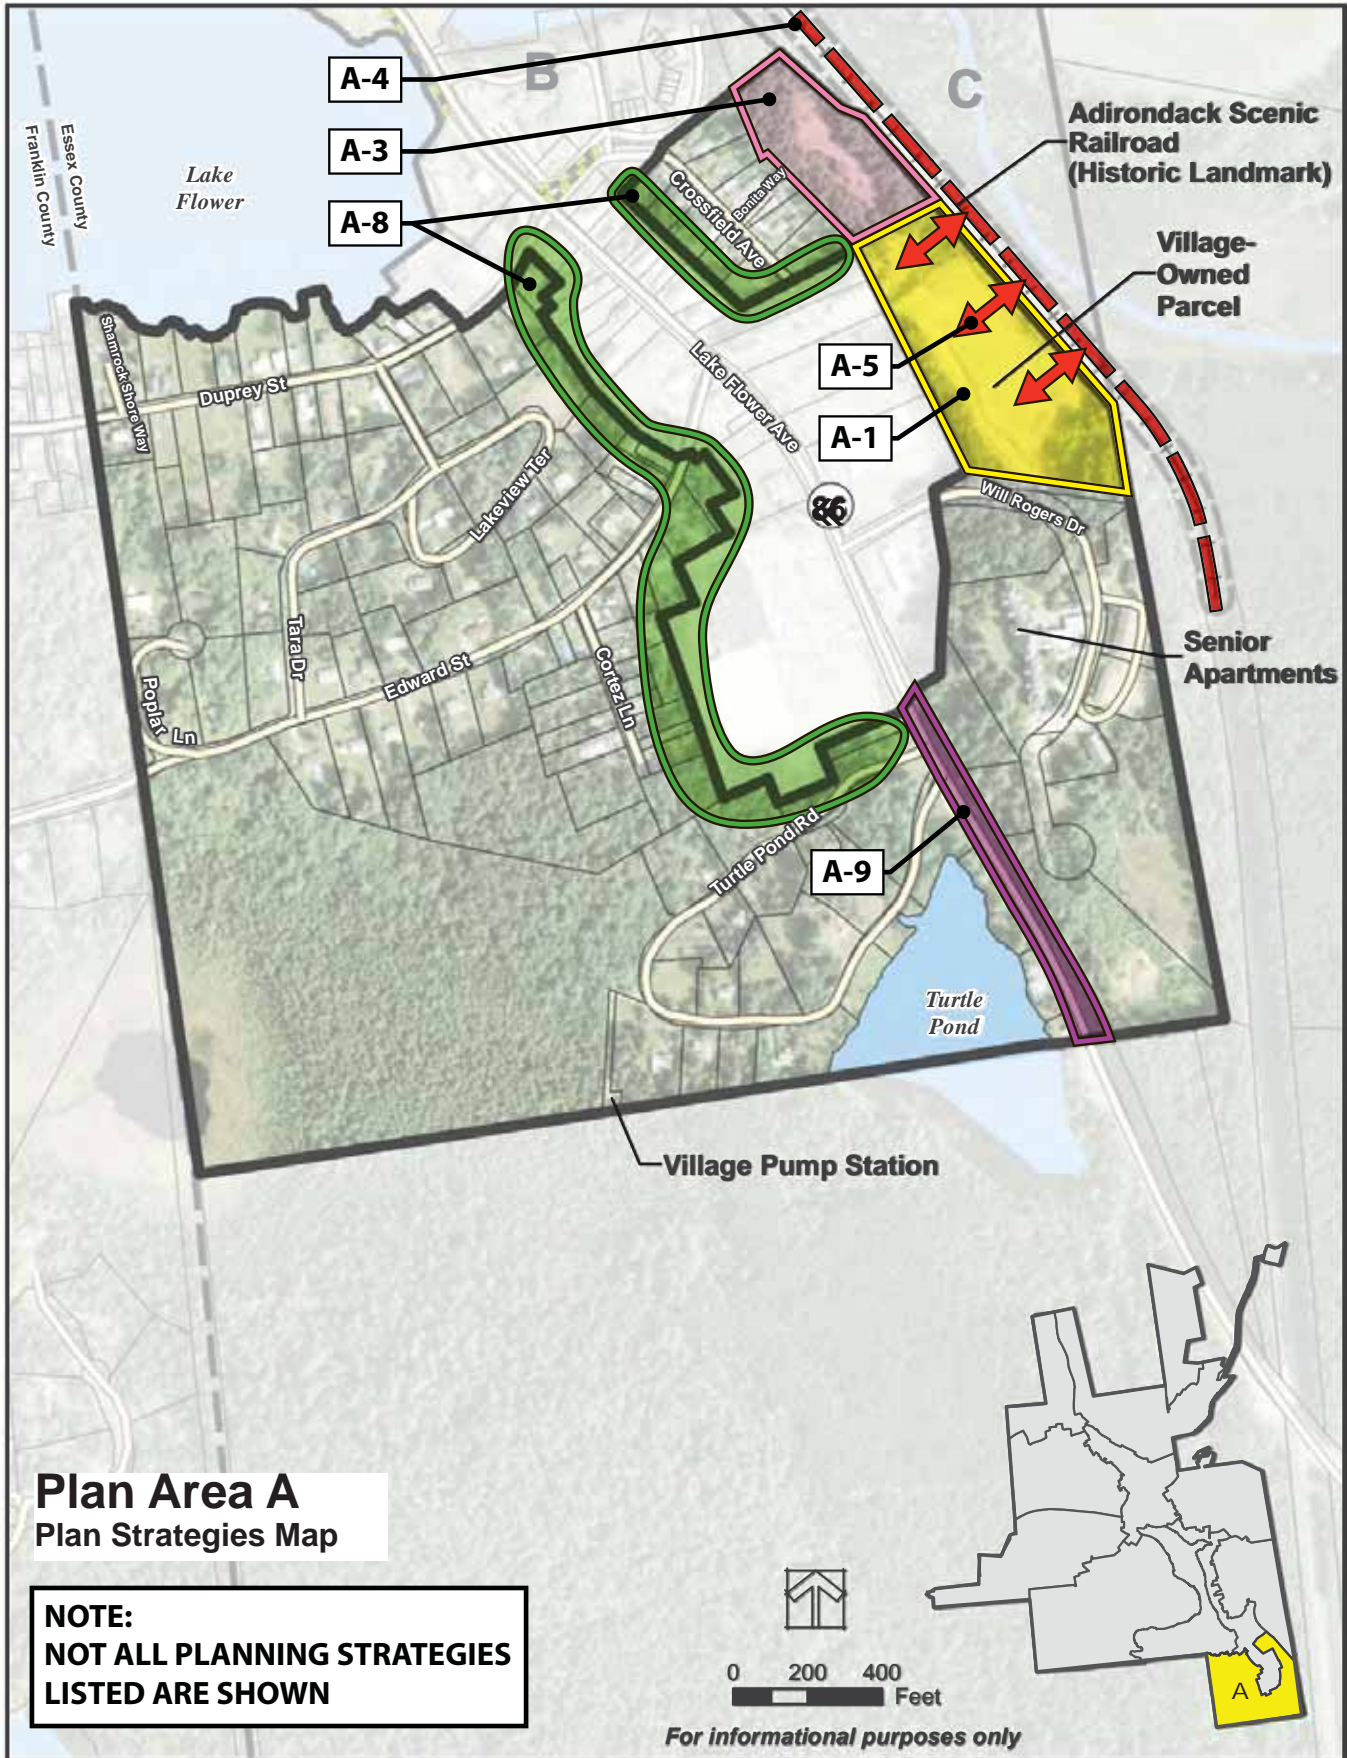 A-4
B
C
A-3
A-8
Adirondack Scenic
Railroad
(Historic Landmark)
Essex County
Franklin County
Lake
Flower
Crossfield Ave
Bonita Way
Village-
Owned
Parcel
A-5
A-1
Shamrock Shore Way
Duprey St
Lake Flower Ave
Lakeview Ter
86
Will Rogers Dr
Tara Dr
Edward St
Cortez Ln
Poplar Ln
Senior
Apartments
Turtle Pond Rd
A-9
Turtle
Pond
Village Pump Station
Plan Area A
Plan Strategies Map
NOTE:
NOT ALL PLANNING STRATEGIES
LISTED ARE SHOWN
0 200 400
Feet
For informational purposes only
A